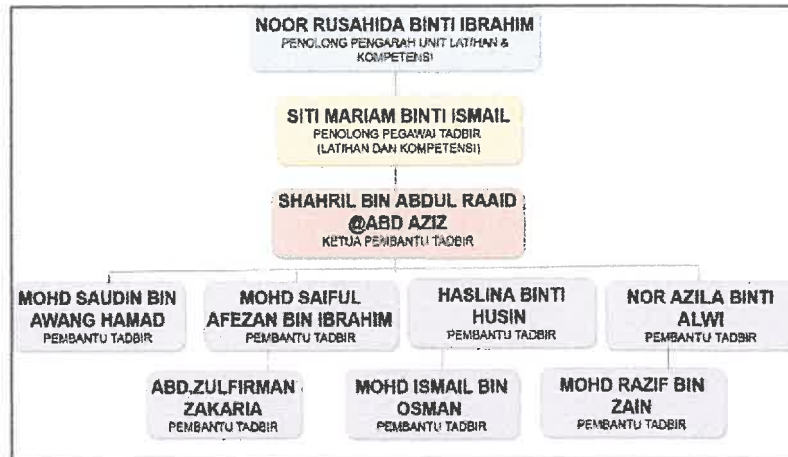 NOOR RUSAHIDA BINTI IBRAHIM
PENOLONG PENGARAH UNIT LATIHAN &
KOMPETENSI
SITI MARIAM BINTI ISMAIL
PENOLONG PEGAWAI TADBIR
(LATIHAN DAN KOMPETENSI)
SHAHRIL BIN ABDUL RAAID
@ABD AZIZ
KETUA PEMBANTU TADBIR
MOHD SAUDIN BIN
AWANG HAMAD
PEMBANTU TADBIR
MOHD SAIFUL
AFEZAN BIN IBRAHIM
PEMBANTU TADBIR
HASLINA BINTI
HUSIN
PEMBANTU TADBIR
NOR AZILA BINTI
ALWI
PEMBANTU TADBIR
ABD,ZULFIRMAN
ZAKARIA
PEMBANTU TADBIR
MOHD ISMAIL BIN
OSMAN
PEMBANTU TADBIR
MOHD RAZIF BIN
ZAIN
PEMBANTU TADBIR